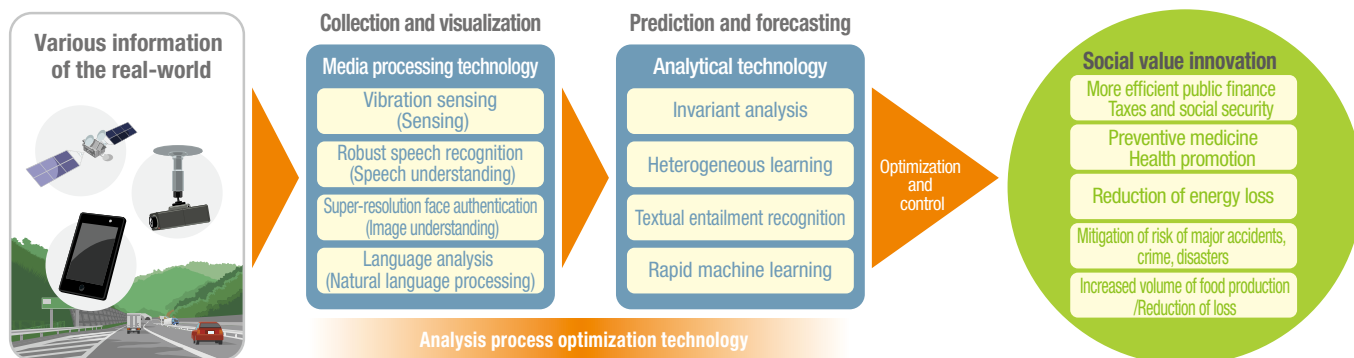 Various information
of the real-world
Collection and visualization
Media processing technology
Vibration sensing
(Sensing)
Robust speech recognition
(Speech understanding)
Super-resolution face authentication
(Image understanding)
Language analysis
(Natural language processing)
Prediction and forecasting
Analytical technology
Invariant analysis
Heterogeneous learning
Textual entailment recognition
Rapid machine learning
Analysis process optimization technology
Optimization
and
control
Social value innovation
More efficient public finance
Taxes and social security
Preventive medicine
Health promotion
Reduction of energy loss
Mitigation of risk of major accidents,
crime, disasters
Increased volume of food production
/Reduction of loss